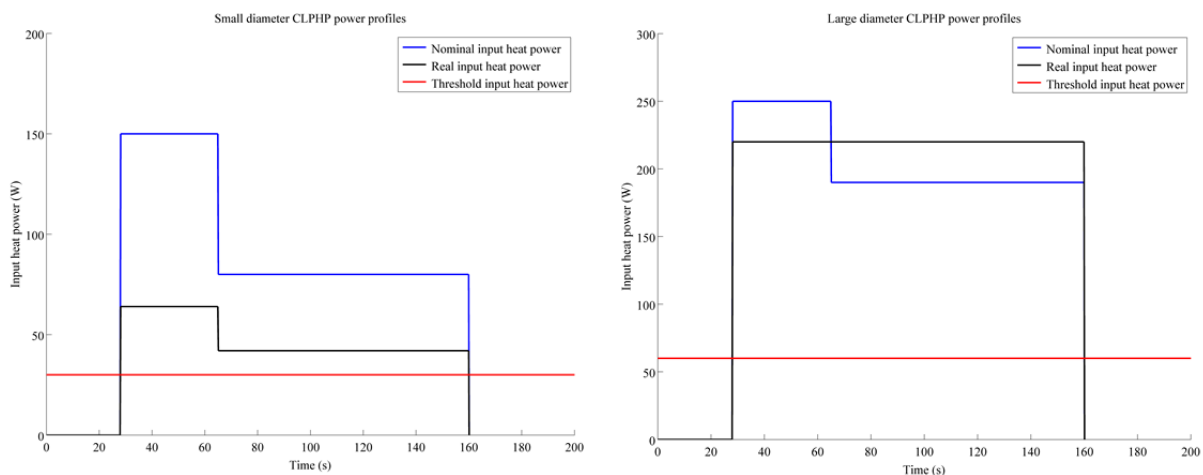 Small diameter CLPHP power profiles
200
150
100
50
0
Input heat power (W)
Nominal input heat power
Real input heat power
Threshold input heat power
0 20 40 60 80 100 120 140 160 180 200
Time (s)
Large diameter CLPHP power profiles
300
250
200
150
100
50
0
Input heat power (W)
Nominal input heat power
Real input heat power
Threshold input heat power
0 20 40 60 80 100 120 140 160 180 200
Time (s)